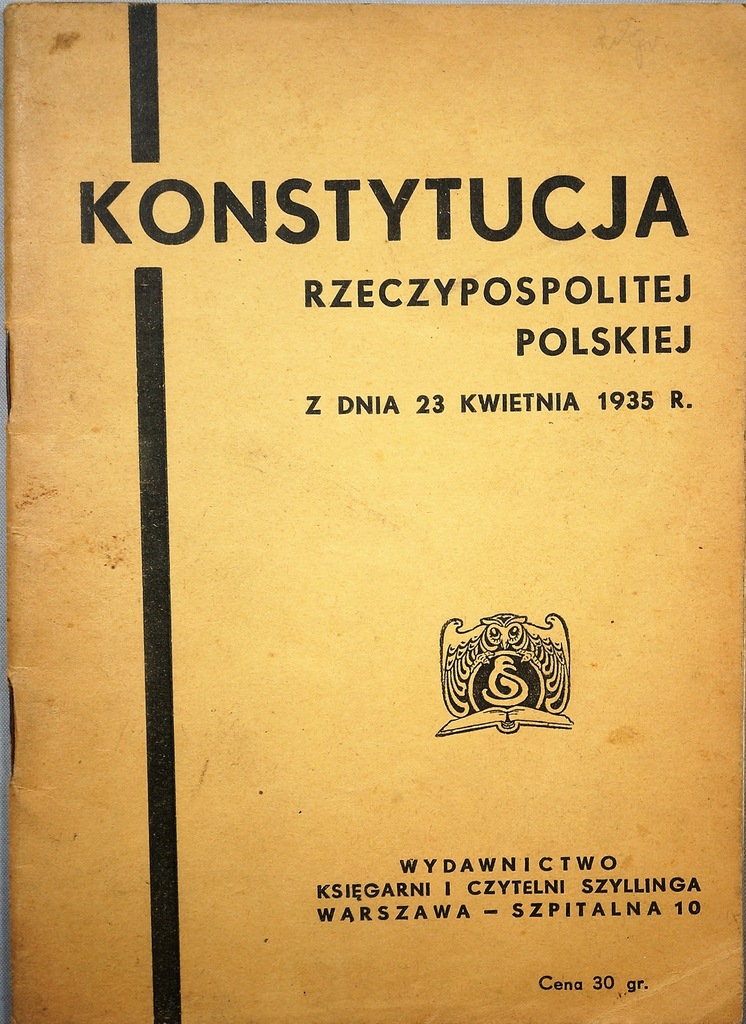 KONSTYTUCJA
RZECZYPOSPOLITEJ
POLSKIEJ
Z DNIA 23 KWIETNIA 1935 R.
WYDAWNICTWO
KSIĘGARNI I CZYTELNI SZYLLINGA
WARSZAWA – SZPITALNA 10
Cena 30 gr.